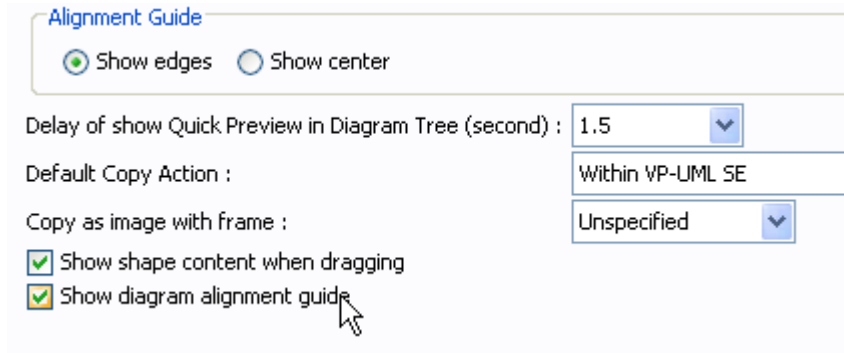 Alignment Guide
Show edges Show center
Delay of show Quick Preview in Diagram Tree (second) : 1.5
Default Copy Action : Within VP-UML SE
Copy as image with frame : Unspecified
Show shape content when dragging
Show diagram alignment guide